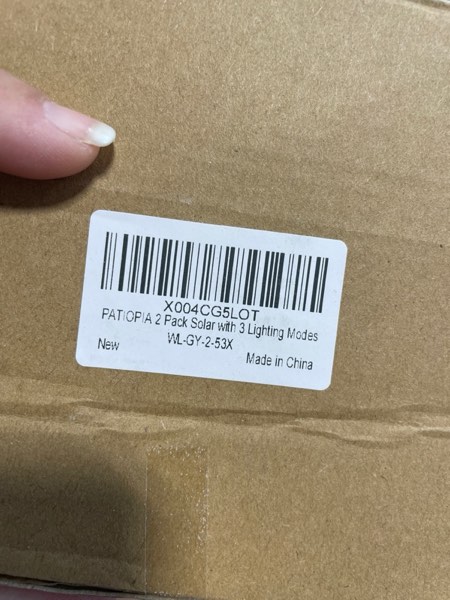 X004CG5LOT
PATIOPIA 2 Pack Solar with 3 Lighting Modes
WL-GY-2-53X
New
Made in China